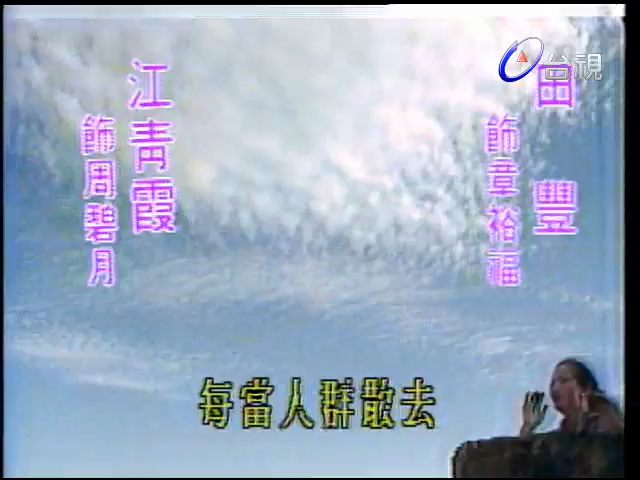 台視
田豐
飾章裕福
江青霞
飾周碧月
每當人群散去